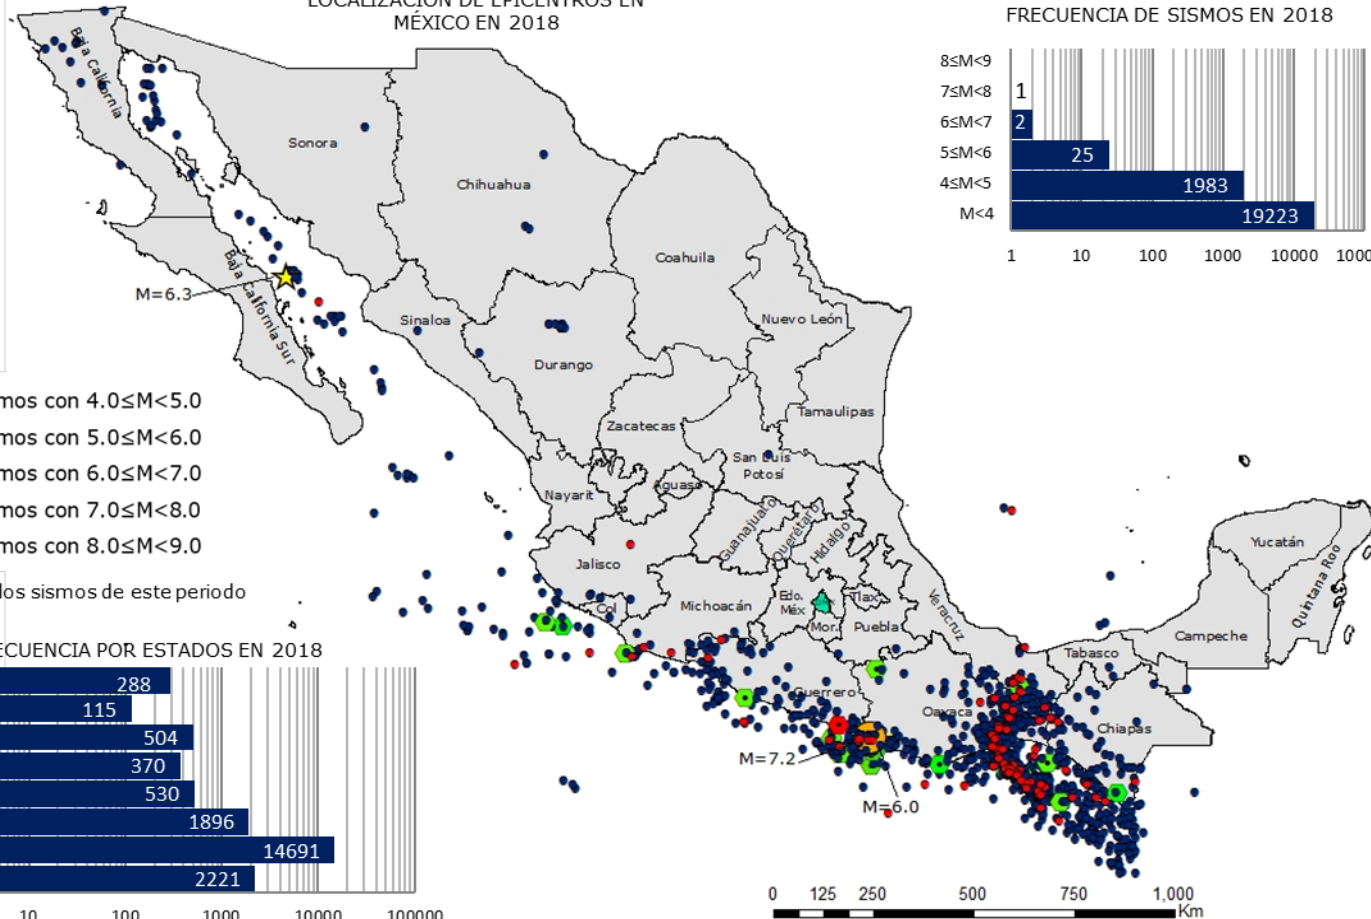 LOCALIZACIÓN DE EPICENTROS EN
MÉXICO EN 2018
FRECUENCIA DE SISMOS EN 2018
8≤M<9
7≤M<8
1
6≤M<7
2
5≤M<6
25
4≤M<5
1983
M<4
19223
1 10 100 1000 10000
Baja California
Sonora
Chihuahua
Coahuila
M=6.3
Baja California Sur
Sinaloa
Nuevo León
Durango
Tamaulipas
Zacatecas
San Luis
Potosí
Nayarit
Aguasc
Guanajuato
Querétaro
Hidalgo
Jalisco
Yucatán
Quintana Roo
Col
Michoacán
Edo.
Méx
Tlax
Mor.
Puebla
Veracruz
Campeche
Tabasco
Guerrero
Oaxaca
Chiapas
M=7.2
M=6.0
mos con 4.0≤M<5.0
mos con 5.0≤M<6.0
mos con 6.0≤M<7.0
mos con 7.0≤M<8.0
mos con 8.0≤M<9.0
los sismos de este periodo
ECUENCIA POR ESTADOS EN 2018
288
115
504
370
530
1896
14691
2221
10 100 1000 10000 100000
0 125 250 500 750 1,000
Km